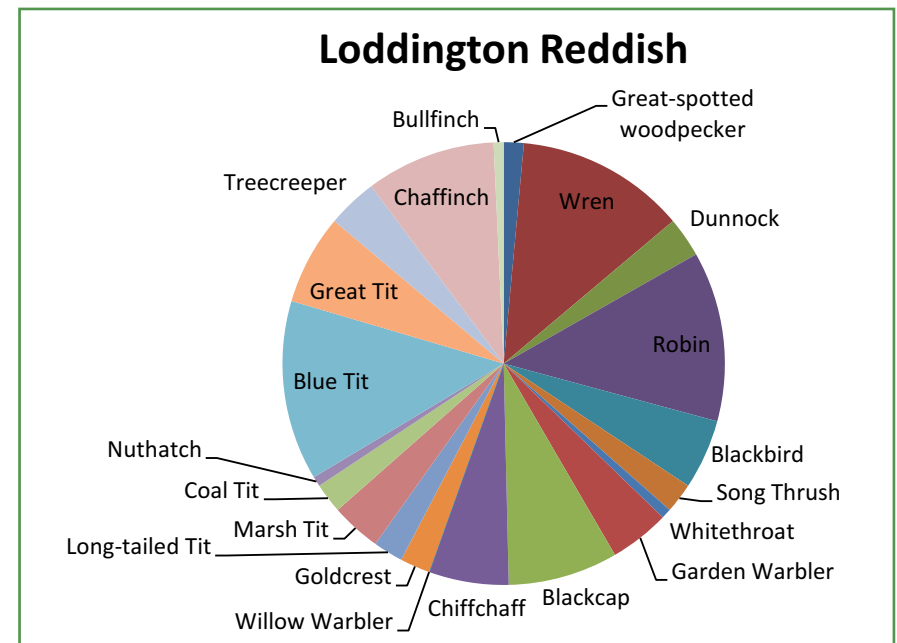 Loddington Reddish
Great-spotted
woodpecker
Bullfinch
Treecreeper
Chaffinch
Wren
Dunnock
Great Tit
Robin
Blue Tit
Nuthatch
Blackbird
Coal Tit
Song Thrush
Marsh Tit
Whitethroat
Long-tailed Tit
Goldcrest
Garden Warbler
Willow Warbler
Chiffchaff
Blackcap